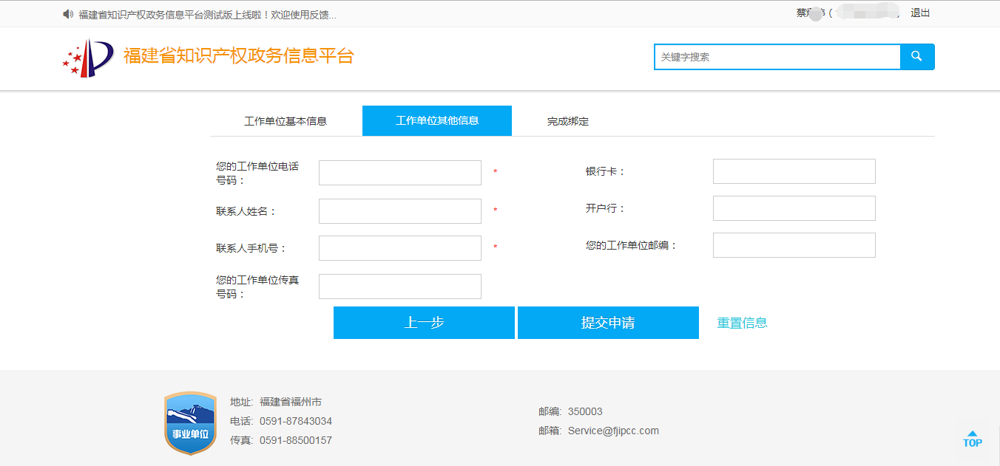 福建省知识产权政务信息平台测试版上线啦！欢迎使用反馈...
蔡
退出
福建省知识产权政务信息平台
关键字搜索
工作单位基本信息
工作单位其他信息
完成绑定
您的工作单位电话
号码：
*
银行卡：
联系人姓名：
*
开户行：
联系人手机号：
*
您的工作单位邮编：
您的工作单位传真
号码：
上一步
提交申请
重置信息
事业单位
地址: 福建省福州市
电话: 0591-87843034
传真: 0591-88500157
邮编: 350003
邮箱: Service@fjipcc.com
TOP